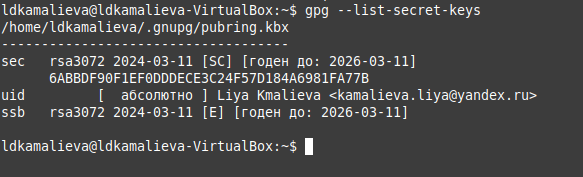 ldkamalieva@ldkamalieva-VirtualBox:~$ gpg --list-secret-keys
/home/ldkamalieva/.gnupg/pubring.kbx
------------------------------------
sec   rsa3072 2024-03-11 [SC] [годен до: 2026-03-11]
      6ABBDF90F1EF0DDDECE3C24F57D184A6981FA77B
uid         [  абсолютно ] Liya Kmalieva <kamalieva.liya@yandex.ru>
ssb   rsa3072 2024-03-11 [E] [годен до: 2026-03-11]
ldkamalieva@ldkamalieva-VirtualBox:~$